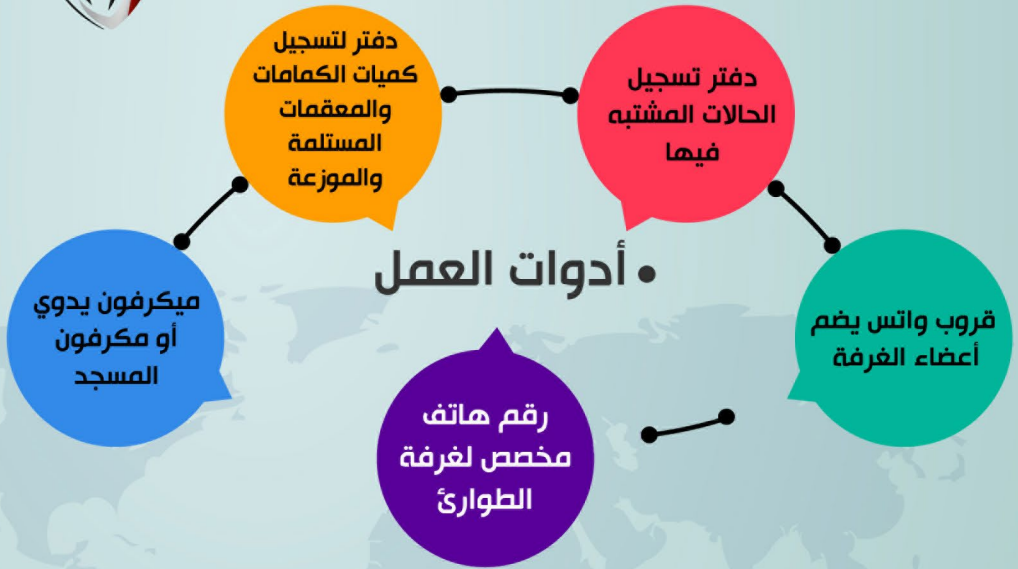 • أدوات العمل
رقم هاتف
مخصص لغرفة
الطوارئ
قروب واتس يضم
أعضاء الغرفة
دفتر تسجيل
الحالات المشتبه
فيها
دفتر لتسجيل
كميات الكمامات
والمعقمات
المستلمة
والموزعة
ميكرفون يدوي
أو مكرفون
المسجد